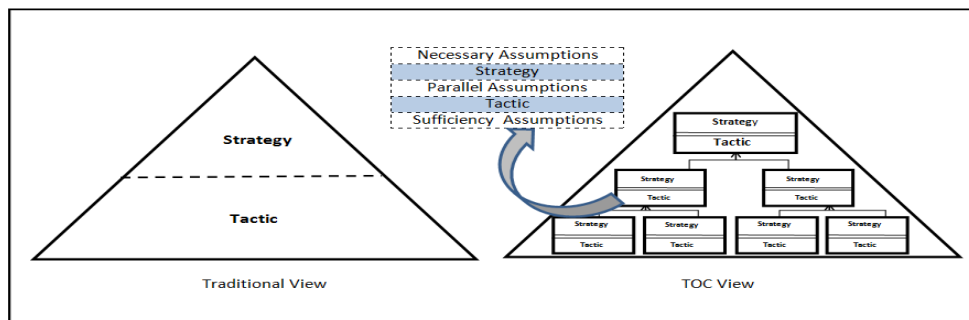 Strategy
Tactic
Traditional View
Necessary Assumptions
Strategy
Parallel Assumptions
Tactic
Sufficiency Assumptions
Strategy
Tactic
Strategy
Tactic
Strategy
Tactic
Strategy
Tactic
Strategy
Tactic
Strategy
Tactic
Strategy
Tactic
TOC View